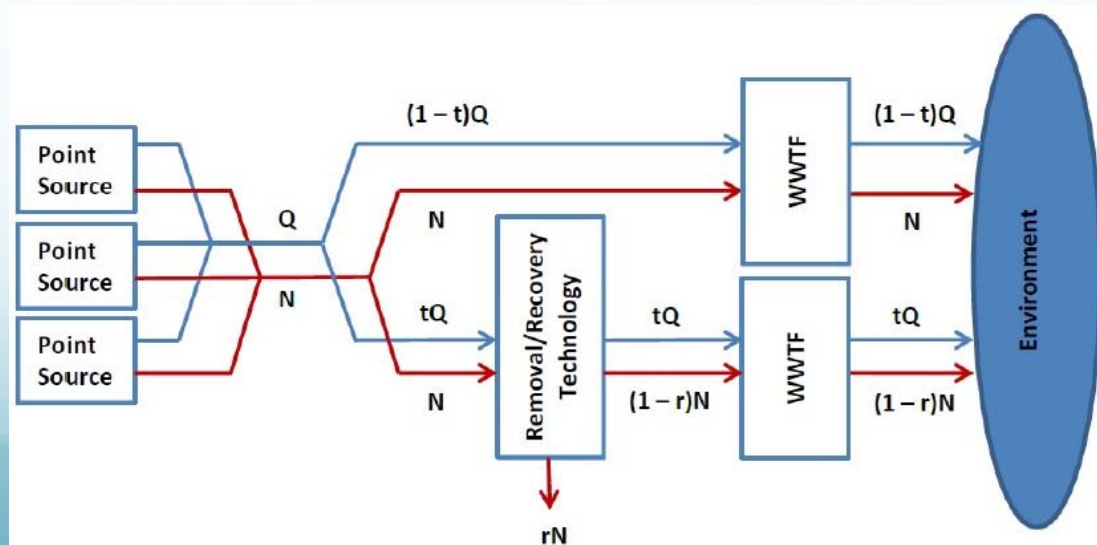 Point
Source
Point
Source
Point
Source
Q
N
(1 – t)Q
N
tQ
N
Removal/Recovery
Technology
rN
tQ
(1 – r)N
WWTF
WWTF
(1 – t)Q
N
tQ
(1 – r)N
Environment